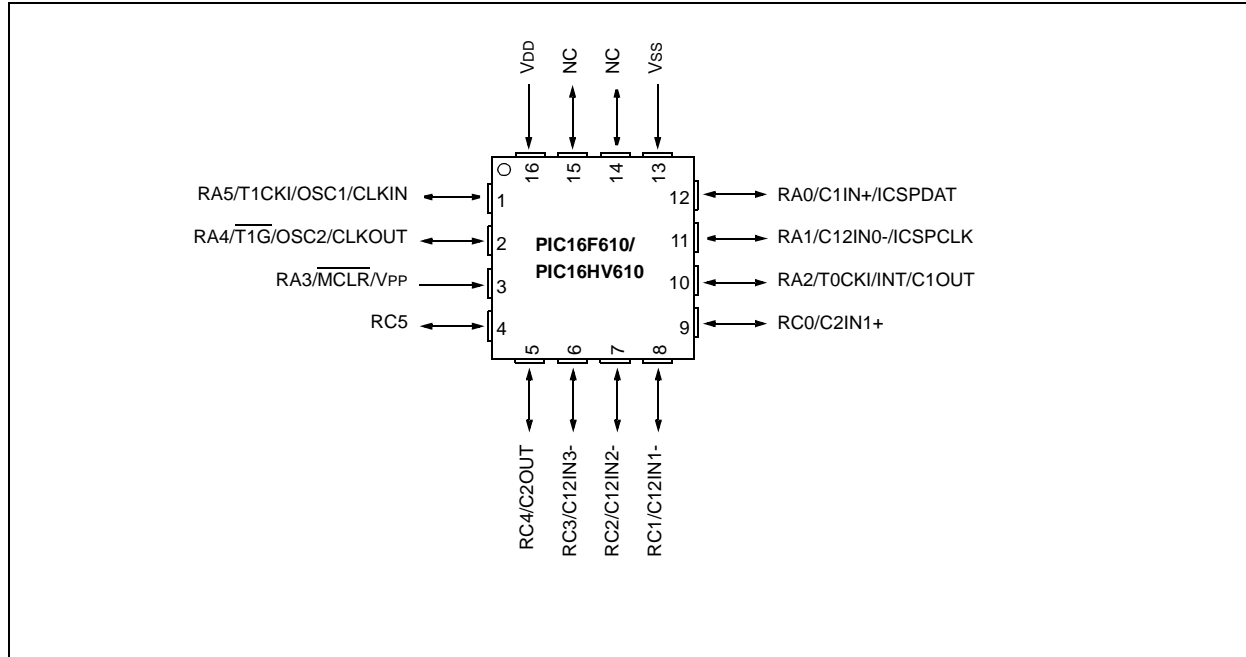 VDD
NC
NC
VSS
16
15
14
13
RA5/T1CKI/OSC1/CLKIN
1
12
RA0/C1IN+/ICSPDAT
RA4/T1G/OSC2/CLKOUT
2
PIC16F610/
11
RA1/C12IN0-/ICSPCLK
RA3/MCLR/VPP
3
PIC16HV610
10
RA2/T0CKI/INT/C1OUT
RC5
4
9
RC0/C2IN1+
5
6
7
8
RC4/C2OUT
RC3/C12IN3-
RC2/C12IN2-
RC1/C12IN1-